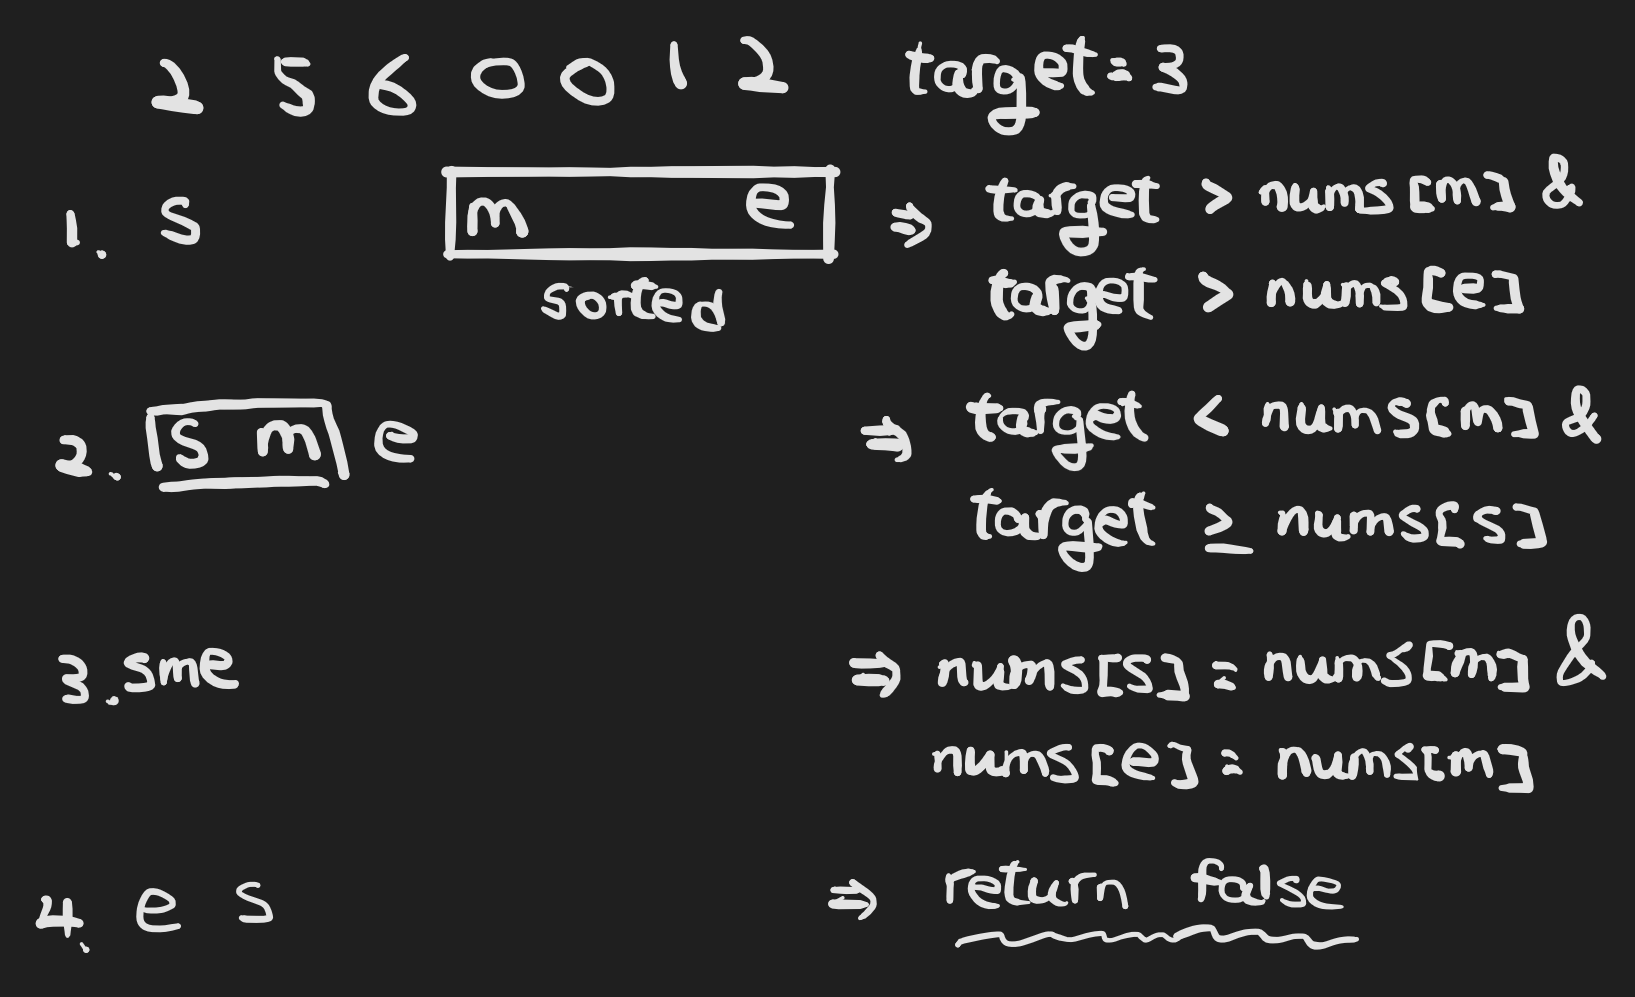 2 5 6 0 0 1 2 target = 3
1. s m e ⇒ target > nums[m] &
sorted target > nums[e]
2. s m e ⇒ target < nums[m] &
target ≥ nums[s]
3. sme ⇒ nums[s] = nums[m] &
nums[e] = nums[m]
4. e s ⇒ return false